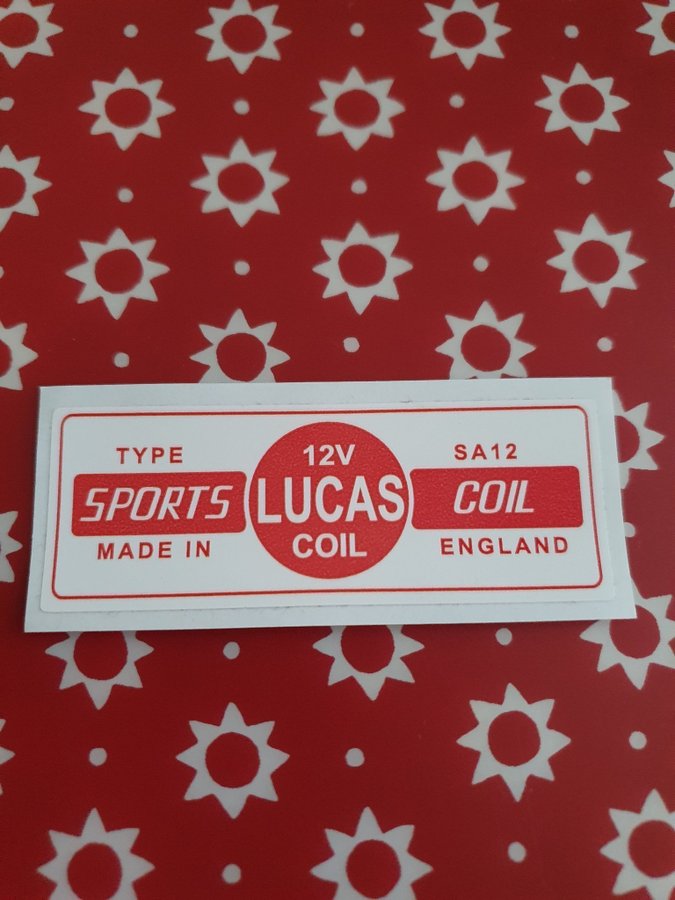 TYPE 12V SA12
SPORTS LUCAS COIL
MADE IN COIL ENGLAND